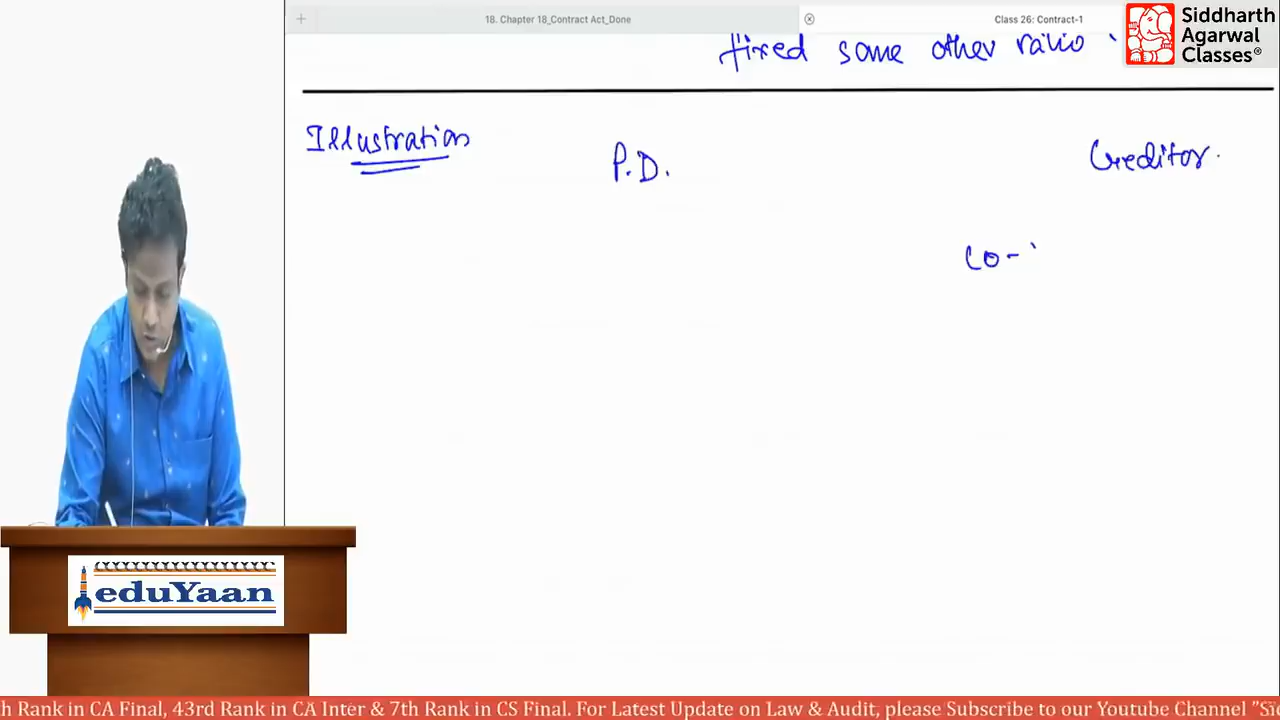 18. Chapter 18_Contract Act_Done
Class 26: Contract-1
Siddharth
Agarwal
Classes®
fixed some other ratio
Illustration
P.D.
Creditor.
co-
eduYaan
h Rank in CA Final, 43rd Rank in CA Inter & 7th Rank in CS Final. For Latest Update on Law & Audit, please Subscribe to our Youtube Channel "Sid